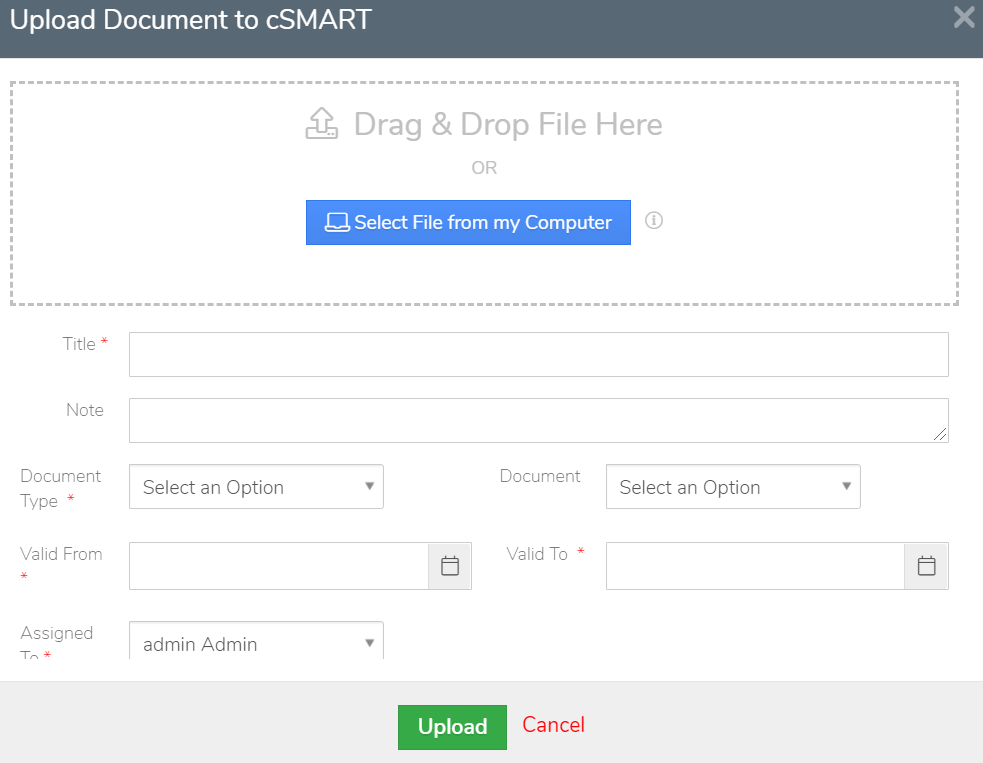 Upload Document to cSMART
Drag & Drop File Here
OR
Select File from my Computer
Title *
Note
Document Type *
Select an Option
Document
Select an Option
Valid From *
Valid To *
Assigned To *
admin Admin
Upload
Cancel